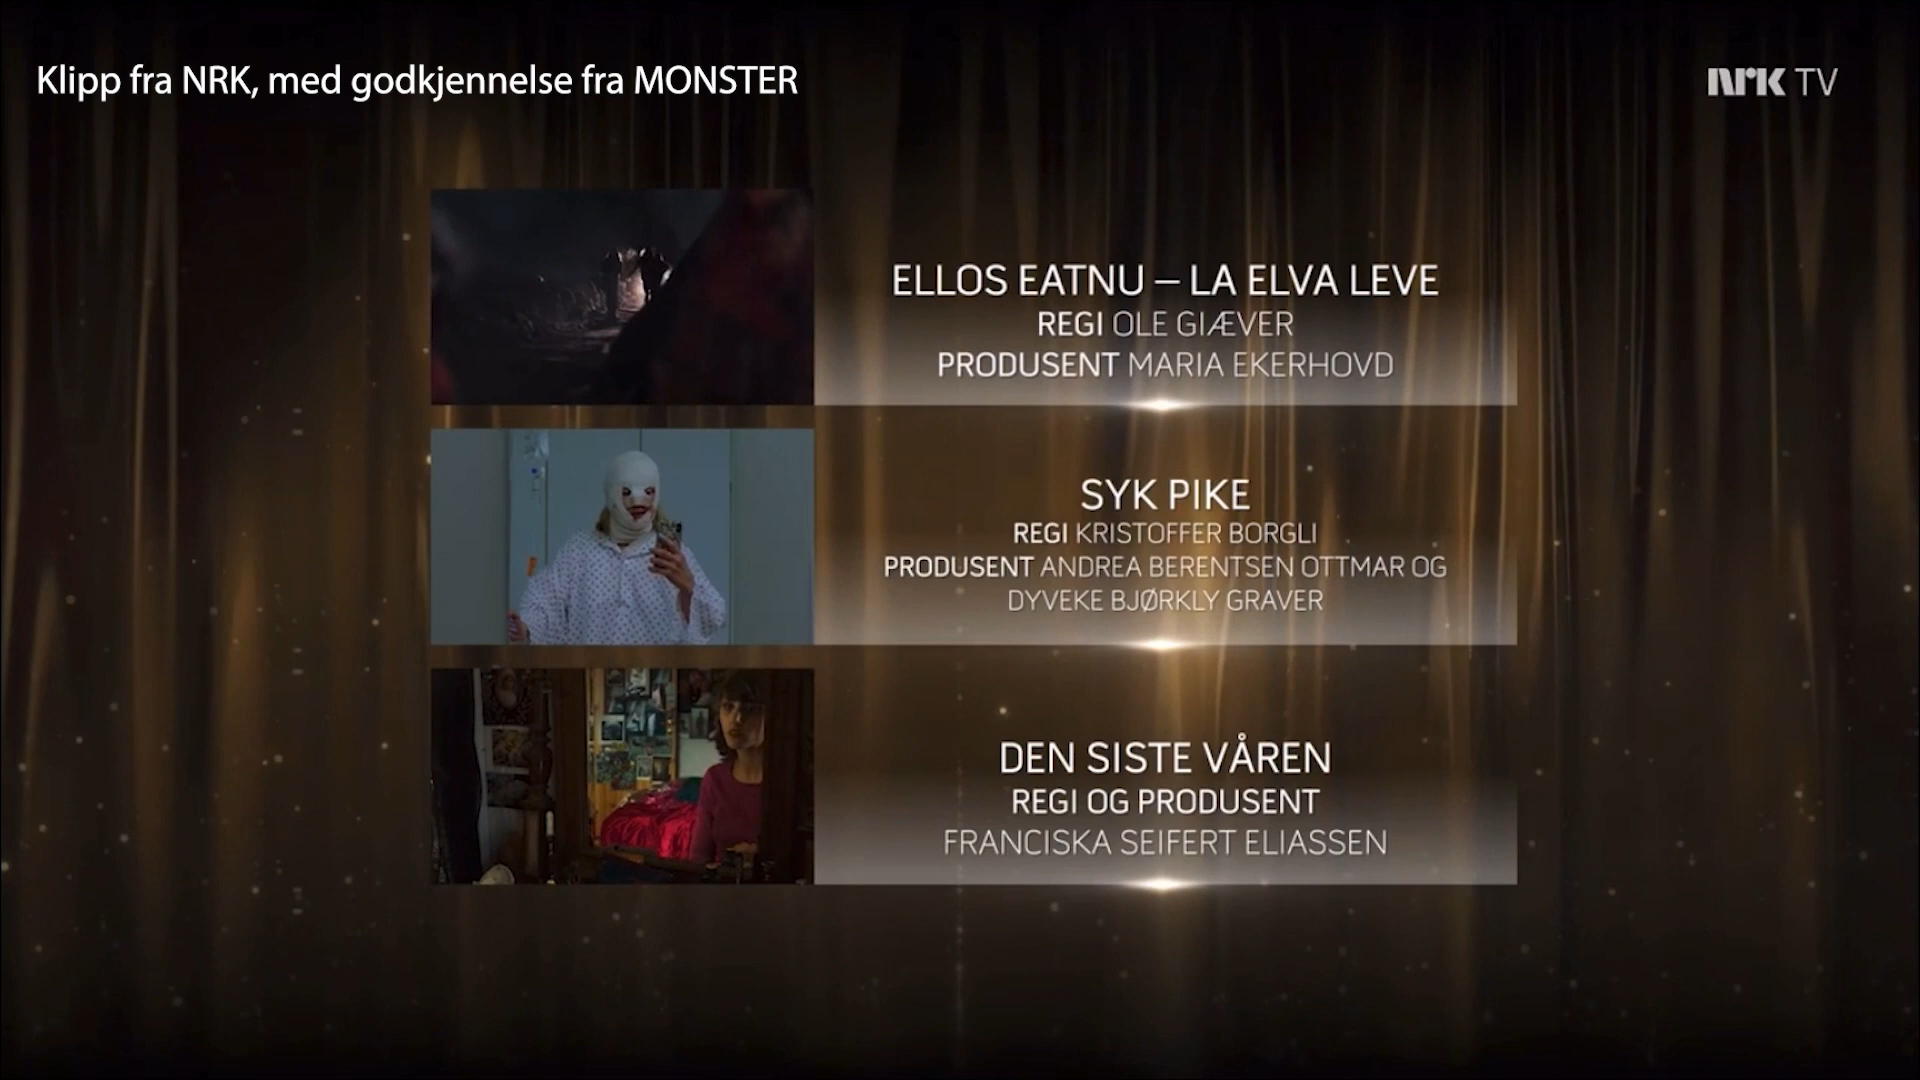 Klipp fra NRK, med godkjennelse fra MONSTER
NRK TV
ELLOS EATNU – LA ELVA LEVE
REGI OLE GIÆVER
PRODUSENT MARIA EKERHOVD
SYK PIKE
REGI KRISTOFFER BORGLI
PRODUSENT ANDREA BERENTSEN OTTMAR OG
DYVEKE BJØRKLY GRAVER
DEN SISTE VÅREN
REGI OG PRODUSENT
FRANCISKA SEIFERT ELIASSEN